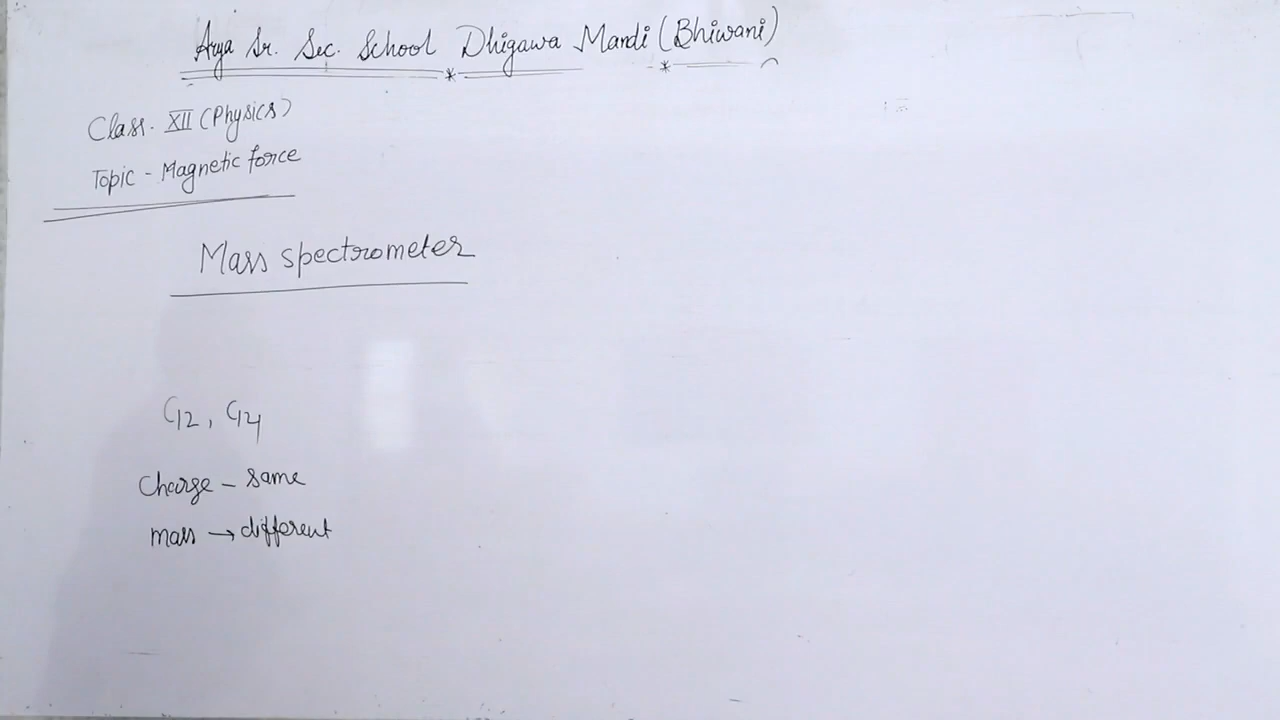 Arya Sr. Sec. School Dhigawa Mandi (Bhiwani)
Class. XII (Physics)
Topic - Magnetic force
Mass spectrometer
C12, C14
Charge - same
mass → different